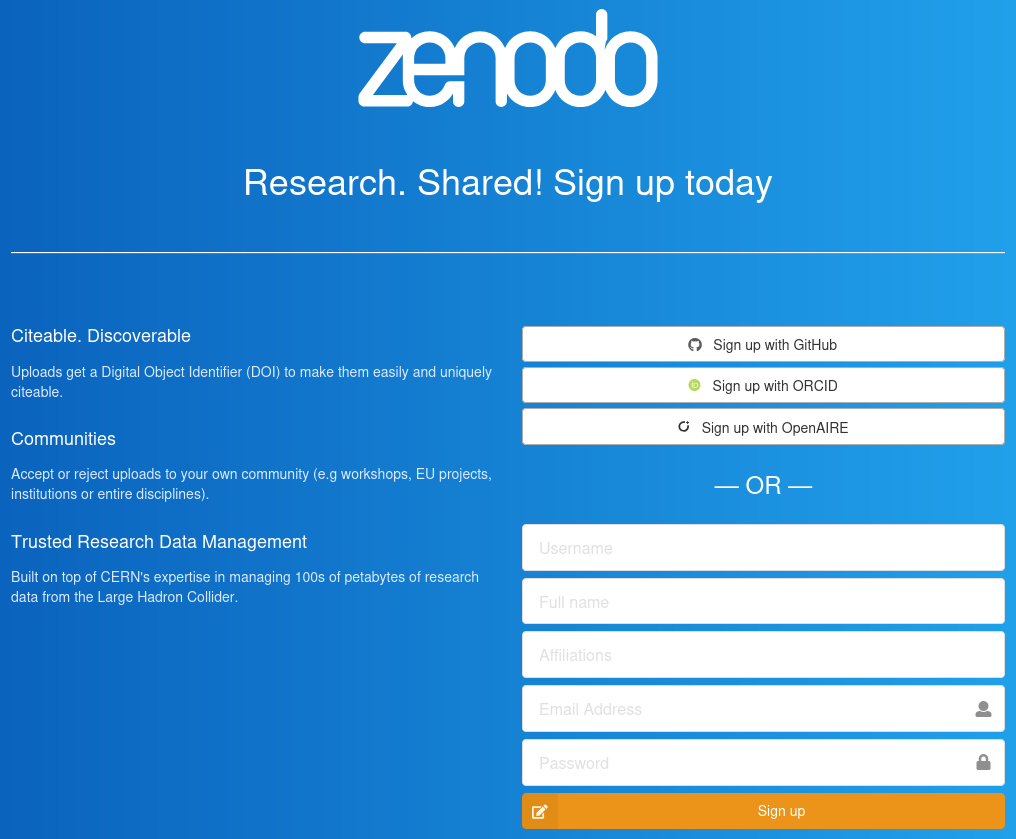 zenodo
Research. Shared! Sign up today
Citeable. Discoverable
Uploads get a Digital Object Identifier (DOI) to make them easily and uniquely
citeable.
Communities
Accept or reject uploads to your own community (e.g workshops, EU projects,
institutions or entire disciplines).
Trusted Research Data Management
Built on top of CERN's expertise in managing 100s of petabytes of research
data from the Large Hadron Collider.
Sign up with GitHub
Sign up with ORCID
Sign up with OpenAIRE
— OR —
Username
Full name
Affiliations
Email Address
Password
Sign up